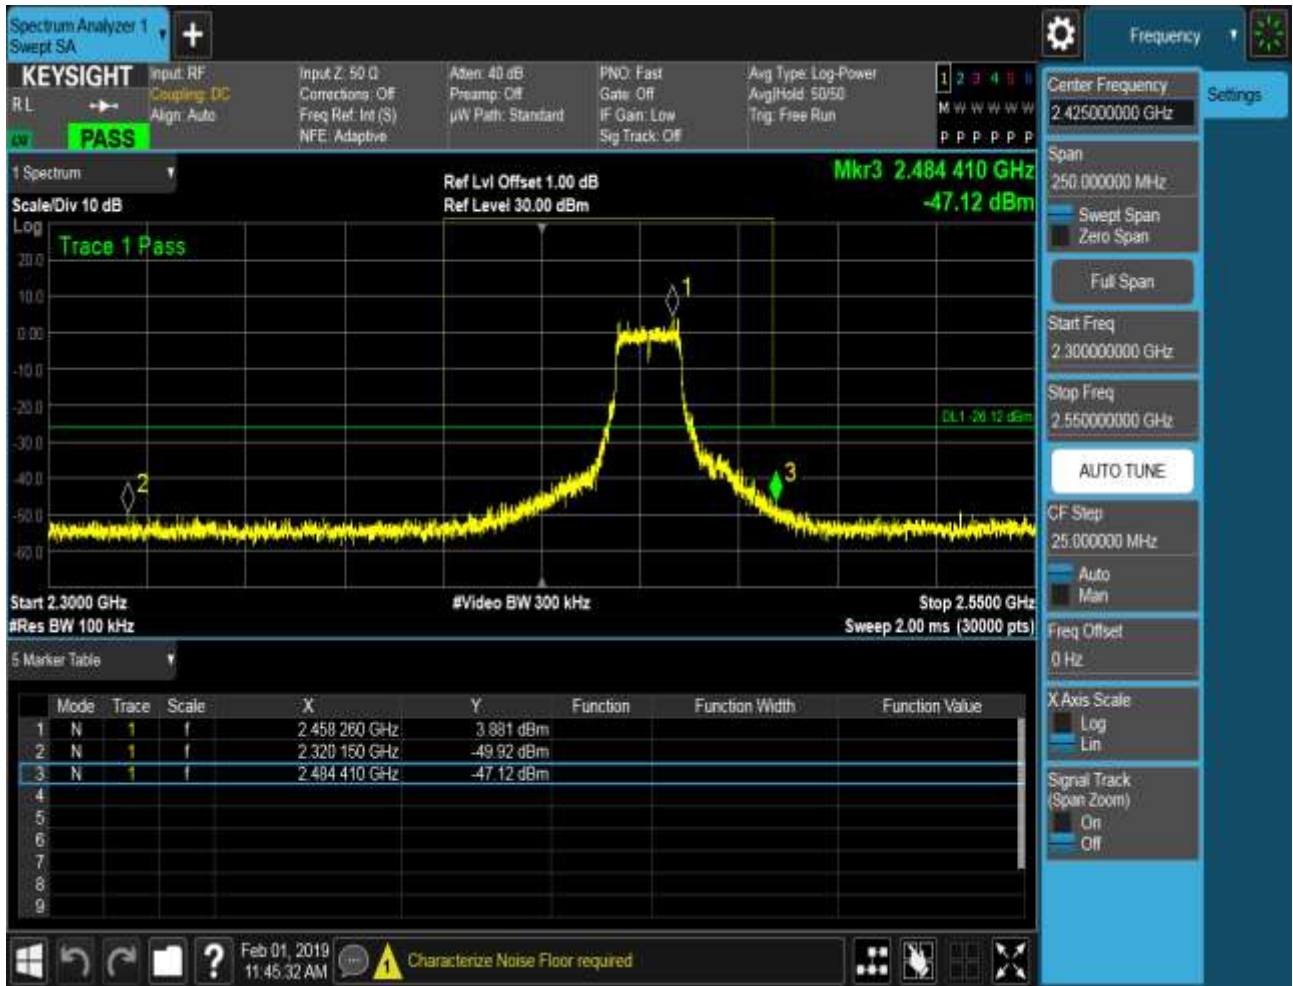 Spectrum Analyzer 1
Swept SA
Frequency
KEYSIGHT
Input: RF
Coupling: DC
Align: Auto
Input Z: 50 Ω
Corrections: Off
Freq Ref: Int (S)
NFE: Adaptive
Atten: 40 dB
Preamp: Off
µW Path: Standard
PNO: Fast
Gate: Off
IF Gain: Low
Sig Track: Off
Avg Type: Log-Power
Avg|Hold: 50/50
Trig: Free Run
1 2 3 4 5 6
M W W W W W
P P P P P P
R L
PASS
1 Spectrum
Scale/Div 10 dB
Ref Lvl Offset 1.00 dB
Ref Level 30.00 dBm
Mkr3 2.484 410 GHz
-47.12 dBm
Log
Trace 1 Pass
20.0
10.0
0.00
-10.0
-20.0
-30.0
-40.0
-50.0
-60.0
1
2
3
DL1 -26.12 dBm
Start 2.3000 GHz
#Video BW 300 kHz
Stop 2.5500 GHz
#Res BW 100 kHz
Sweep 2.00 ms (30000 pts)
5 Marker Table
Mode Trace Scale X Y Function Function Width Function Value
1 N 1 f 2.458 260 GHz 3.881 dBm
2 N 1 f 2.320 150 GHz -49.92 dBm
3 N 1 f 2.484 410 GHz -47.12 dBm
4
5
6
7
8
9
Feb 01, 2019
11:45:32 AM
Characterize Noise Floor required
Settings
Center Frequency
2.425000000 GHz
Span
250.000000 MHz
Swept Span
Zero Span
Full Span
Start Freq
2.300000000 GHz
Stop Freq
2.550000000 GHz
AUTO TUNE
CF Step
25.000000 MHz
Auto
Man
Freq Offset
0 Hz
X Axis Scale
Log
Lin
Signal Track
(Span Zoom)
On
Off